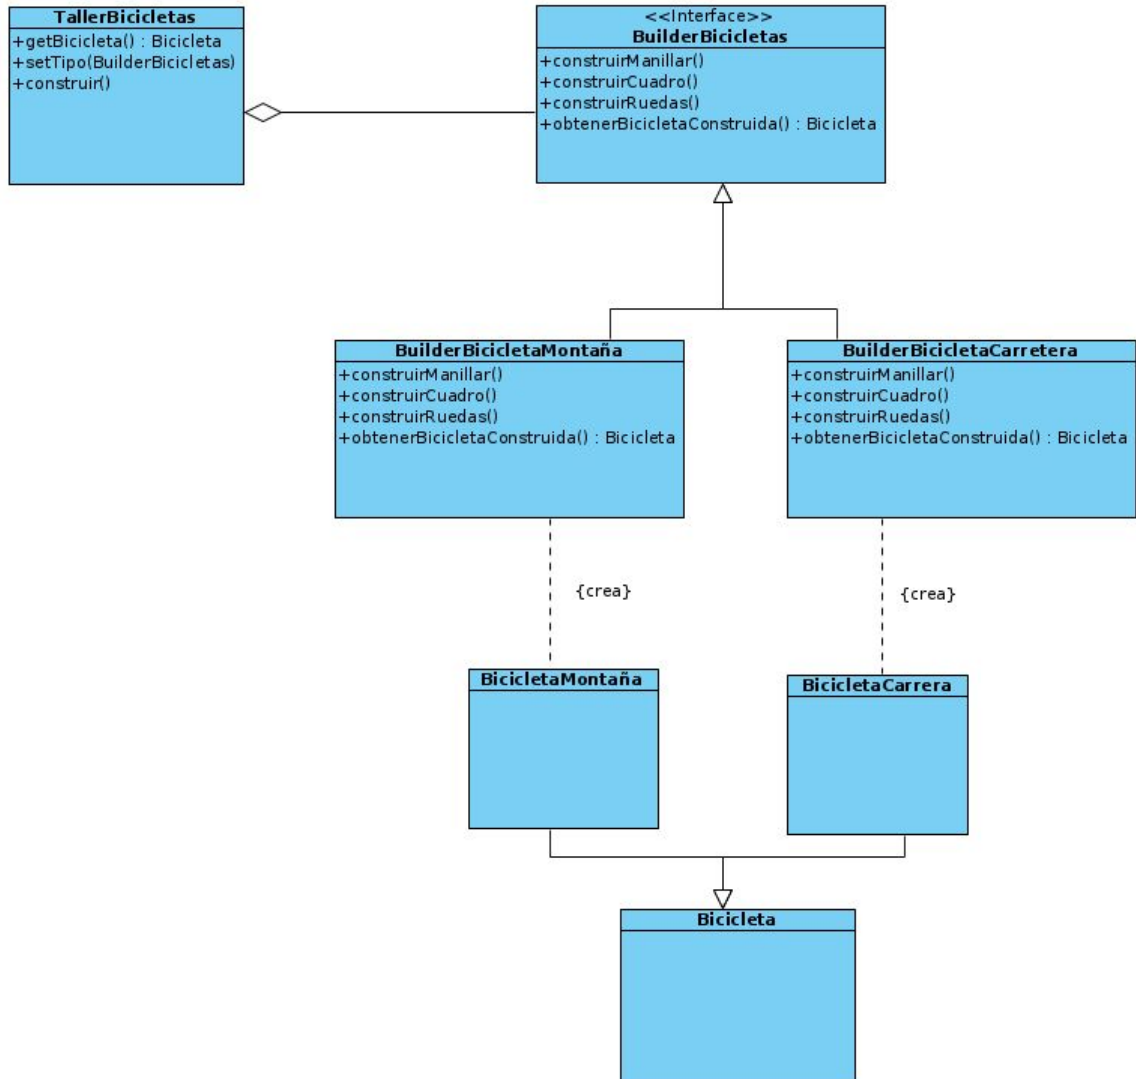 TallerBicicletas
+getBicicleta() : Bicicleta
+setTipo(BuilderBicicletas)
+construir()
<<Interface>>
BuilderBicicletas
+construirManillar()
+construirCuadro()
+construirRuedas()
+obtenerBicicletaConstruida() : Bicicleta
BuilderBicicletaMontaña
+construirManillar()
+construirCuadro()
+construirRuedas()
+obtenerBicicletaConstruida() : Bicicleta
BuilderBicicletaCarretera
+construirManillar()
+construirCuadro()
+construirRuedas()
+obtenerBicicletaConstruida() : Bicicleta
{crea}
{crea}
BicicletaMontaña
BicicletaCarrera
Bicicleta